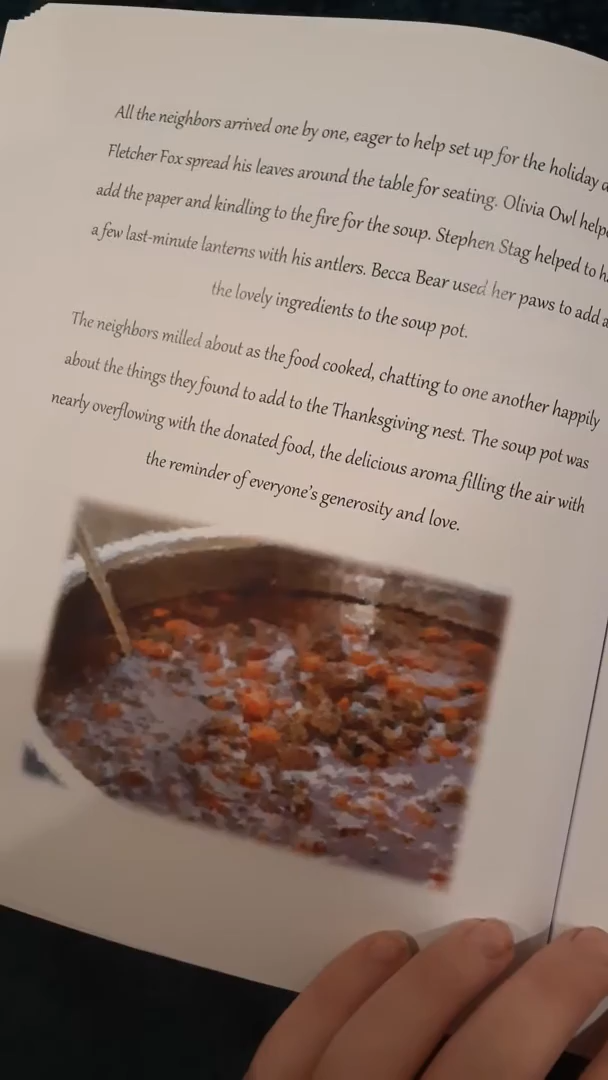 All the neighbors arrived one by one, eager to help set up for the holiday
Fletcher Fox spread his leaves around the table for seating. Olivia Owl
add the paper and kindling to the fire for the soup. Stephen Stag helped to
a few last-minute lanterns with his antlers. Becca Bear used her paws to add
the lovely ingredients to the soup pot.
The neighbors milled about as the food cooked, chatting to one another happily
about the things they found to add to the Thanksgiving nest. The soup pot was
nearly overflowing with the donated food, the delicious aroma filling the air with
the reminder of everyone's generosity and love.